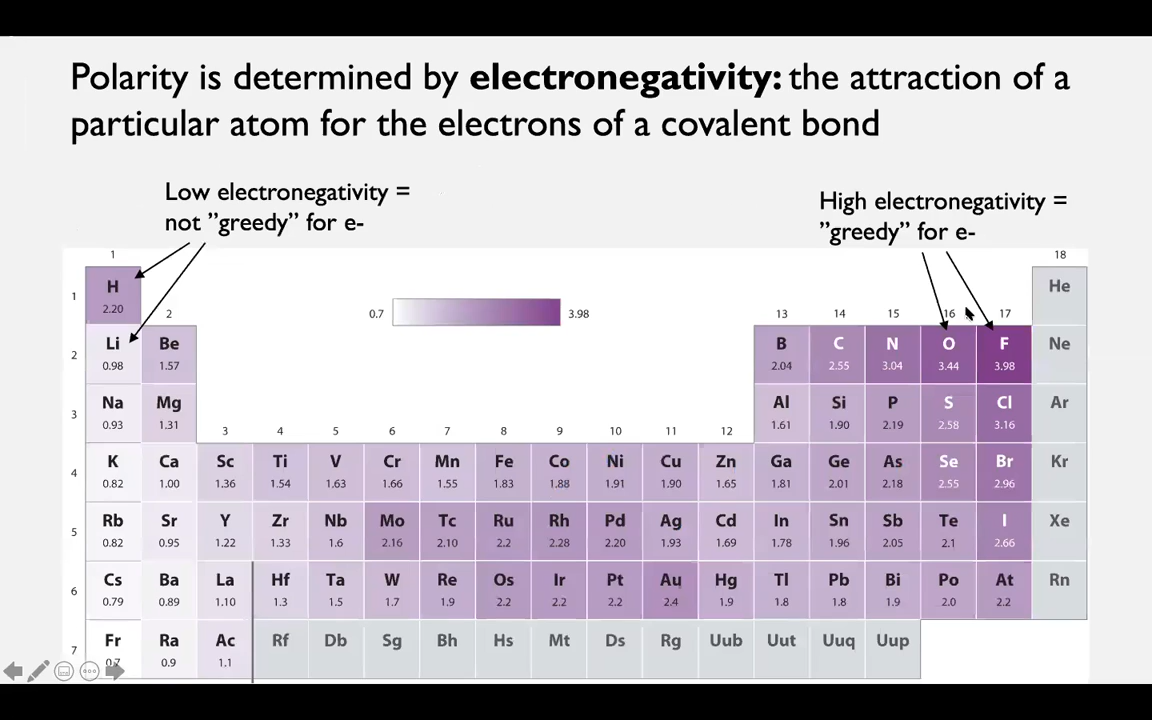 Polarity is determined by electronegativity: the attraction of a
particular atom for the electrons of a covalent bond
Low electronegativity =
not ”greedy” for e-
High electronegativity =
”greedy” for e-
1 18
H He
1
2.20
2 0.7 3.98 13 14 15 16 17
Li Be B C N O F Ne
2
0.98 1.57 2.04 2.55 3.04 3.44 3.98
Na Mg Al Si P S Cl Ar
3
0.93 1.31 1.61 1.90 2.19 2.58 3.16
3 4 5 6 7 8 9 10 11 12
K Ca Sc Ti V Cr Mn Fe Co Ni Cu Zn Ga Ge As Se Br Kr
4
0.82 1.00 1.36 1.54 1.63 1.66 1.55 1.83 1.88 1.91 1.90 1.65 1.81 2.01 2.18 2.55 2.96
Rb Sr Y Zr Nb Mo Tc Ru Rh Pd Ag Cd In Sn Sb Te I Xe
5
0.82 0.95 1.22 1.33 1.6 2.16 2.10 2.2 2.28 2.20 1.93 1.69 1.78 1.96 2.05 2.1 2.66
Cs Ba La Hf Ta W Re Os Ir Pt Au Hg Tl Pb Bi Po At Rn
6
0.79 0.89 1.10 1.3 1.5 1.7 1.9 2.2 2.2 2.2 2.4 1.9 1.8 1.8 1.9 2.0 2.2
Fr Ra Ac Rf Db Sg Bh Hs Mt Ds Rg Uub Uut Uuq Uup
7
0.7 0.9 1.1